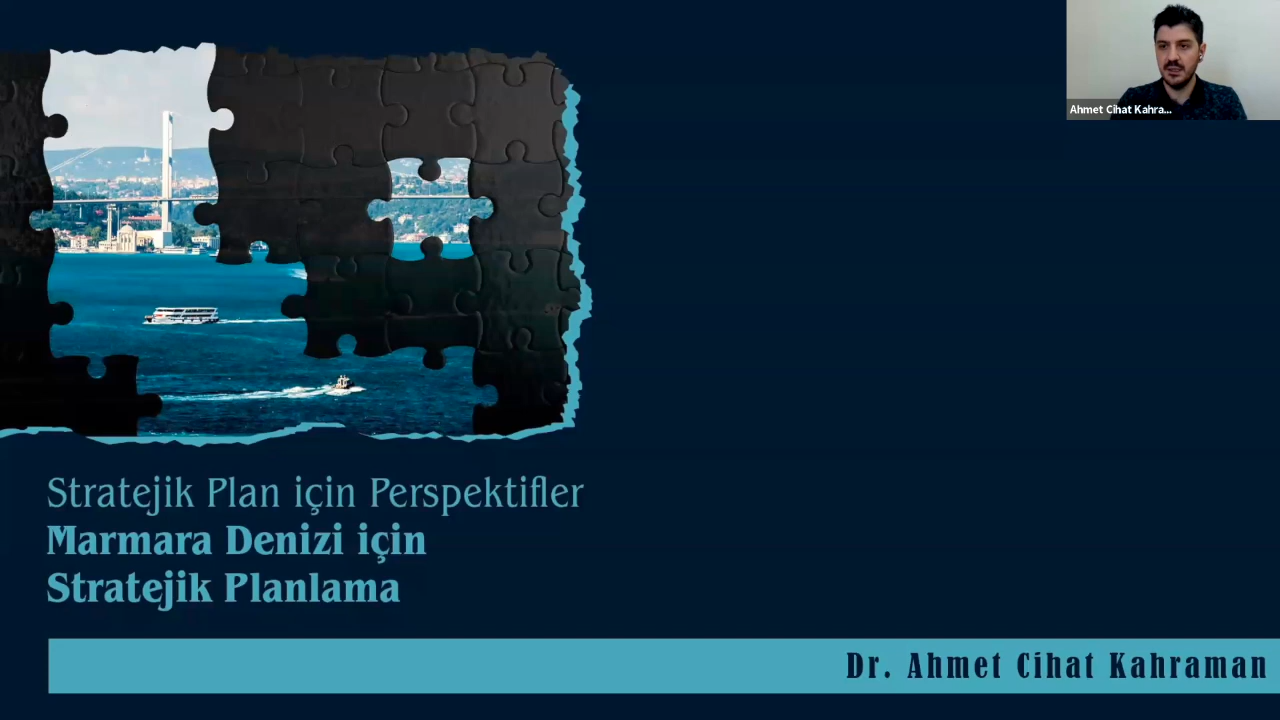 Ahmet Cihat Kahra...
Stratejik Plan için Perspektifler
Marmara Denizi için
Stratejik Planlama
Dr. Ahmet Cihat Kahraman